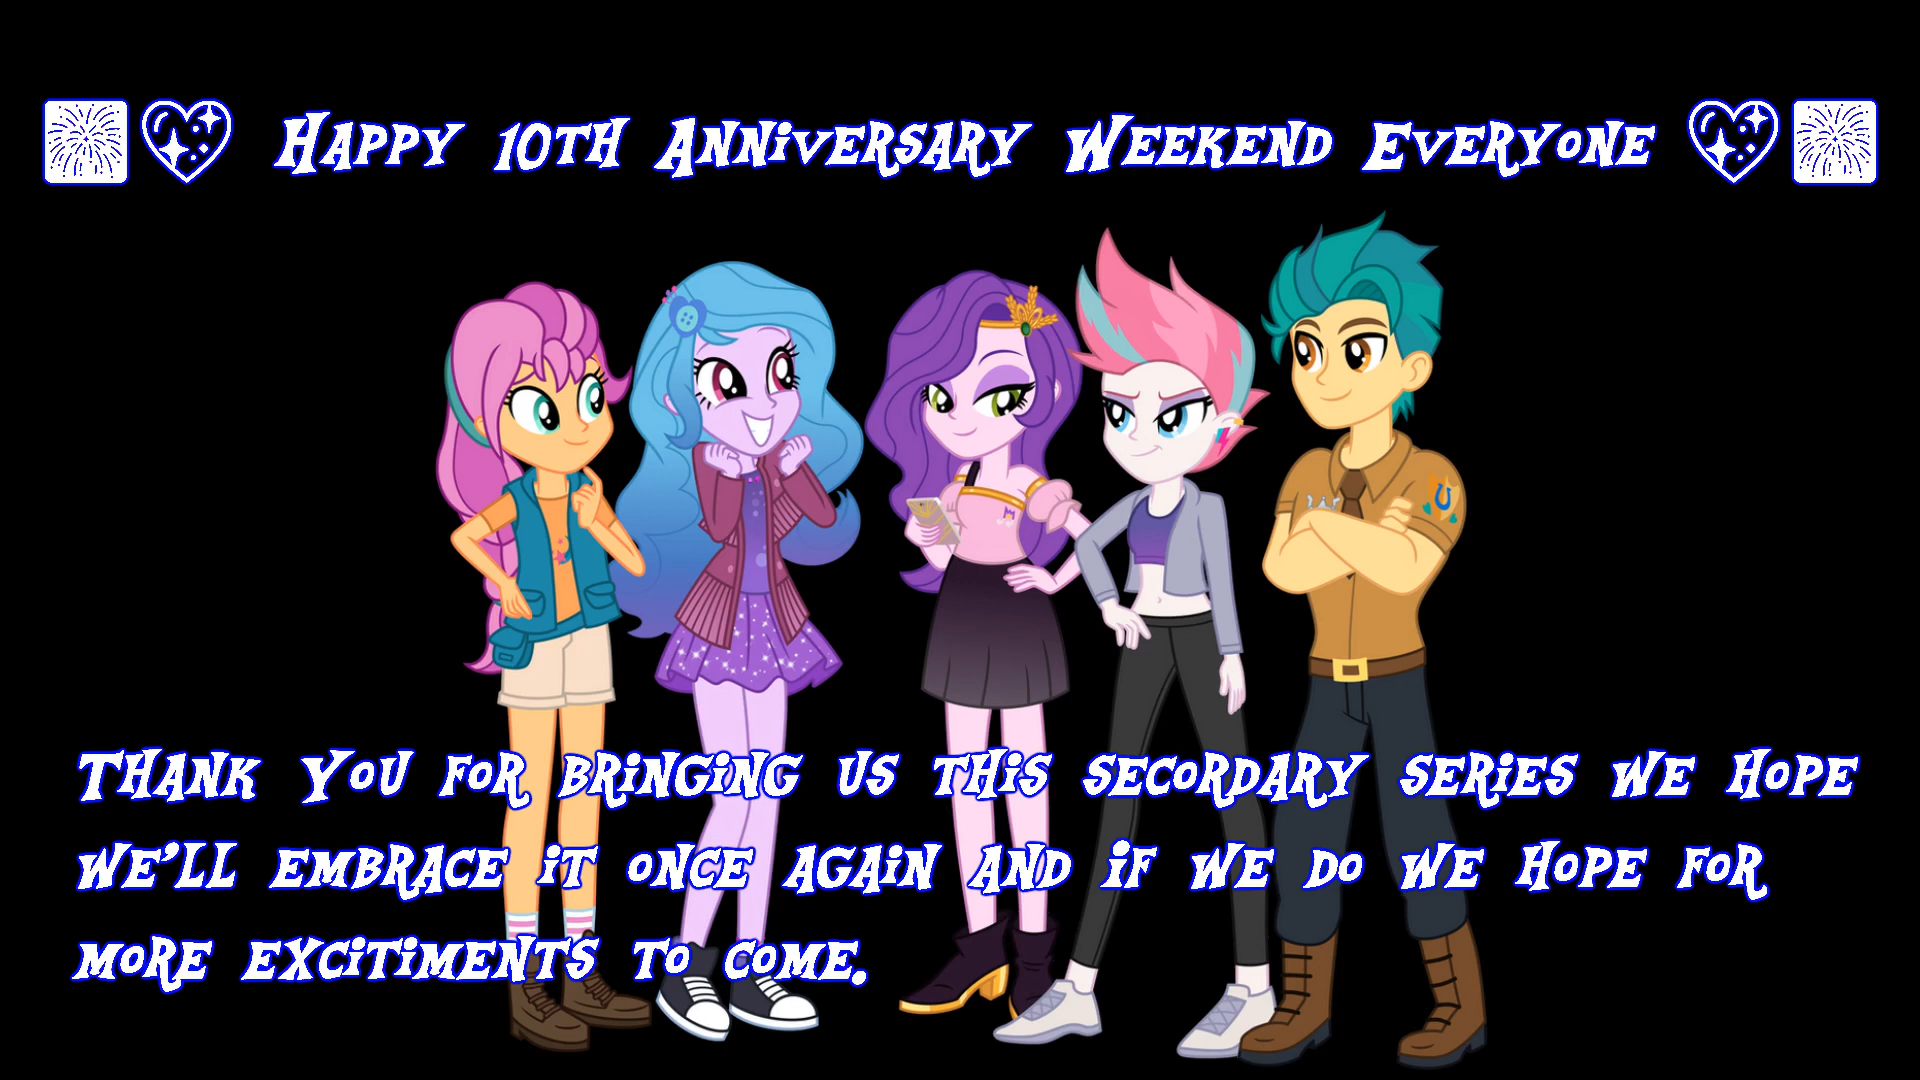 Happy 10th Anniversary Weekend Everyone
Thank You for bringing us this secordary series we hope
we'll embrace it once again and if we do we hope for
more excitiments to come.